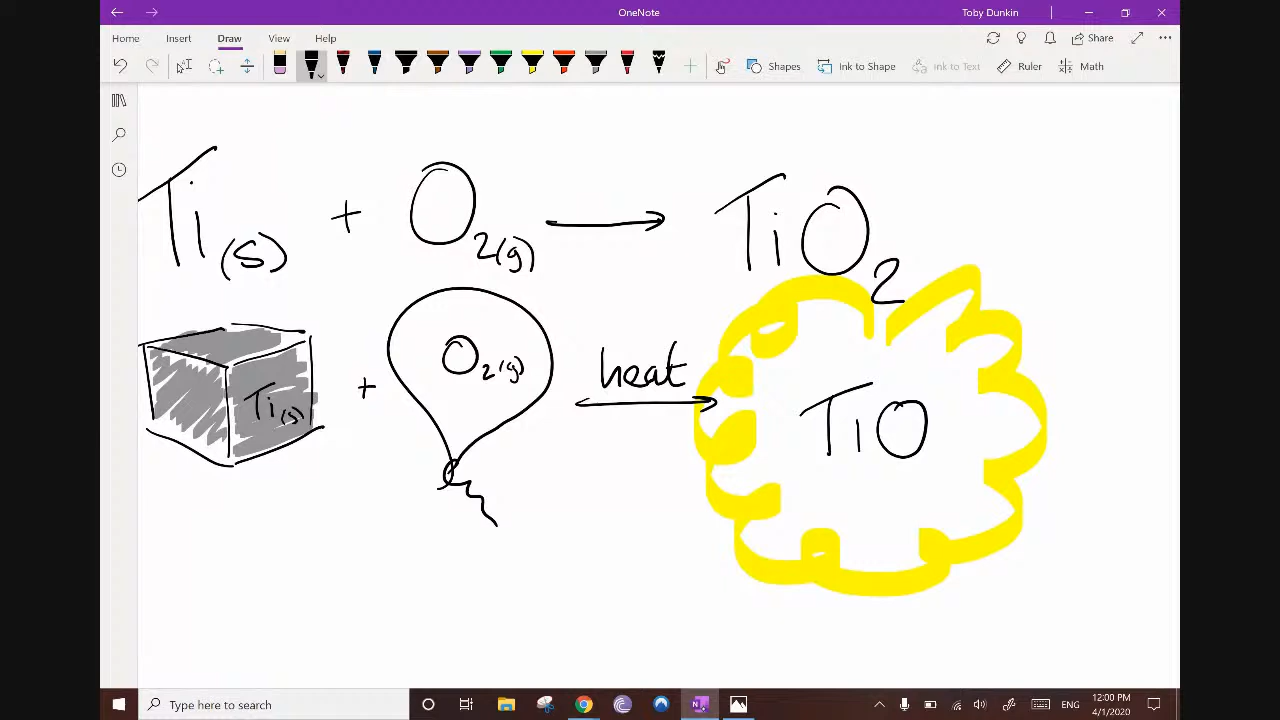 OneNote
Toby Dunkin
Home Insert Draw View Help
Share
Shapes Ink to Shape Ink to Text Ruler Math
Ti(s) + O2(g) → TiO2
Ti(s) + O2(g) heat TiO
Type here to search
ENG
12:00 PM
4/1/2020